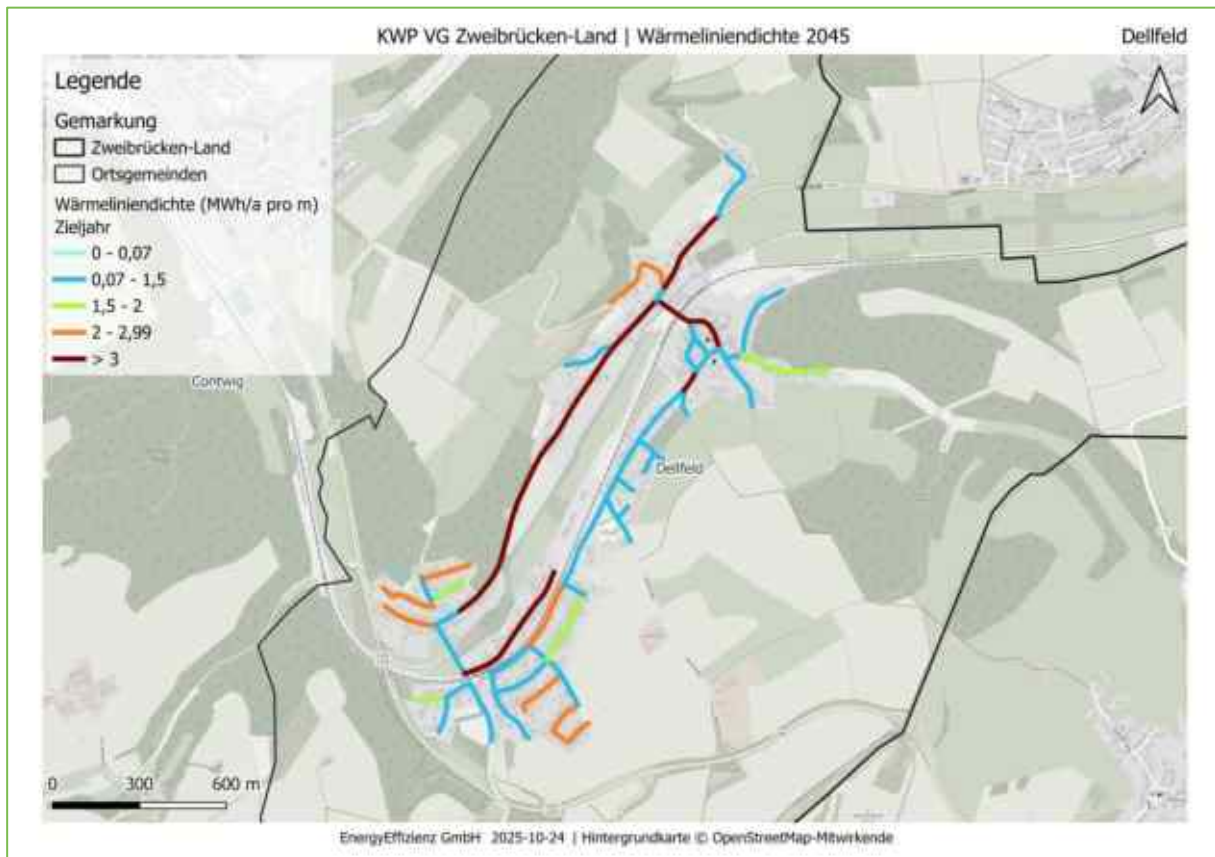 KWP VG Zweibrücken-Land | Wärmeliniendichte 2045
Dellfeld
Legende
Gemarkung
Zweibrücken-Land
Ortsgemeinden
Wärmeliniendichte (MWh/a pro m)
Zieljahr
0 - 0,07
0,07 - 1,5
1,5 - 2
2 - 2,99
> 3
Contwig
Dellfeld
0 300 600 m
EnergyEffizienz GmbH 2025-10-24 | Hintergrundkarte © OpenStreetMap-Mitwirkende